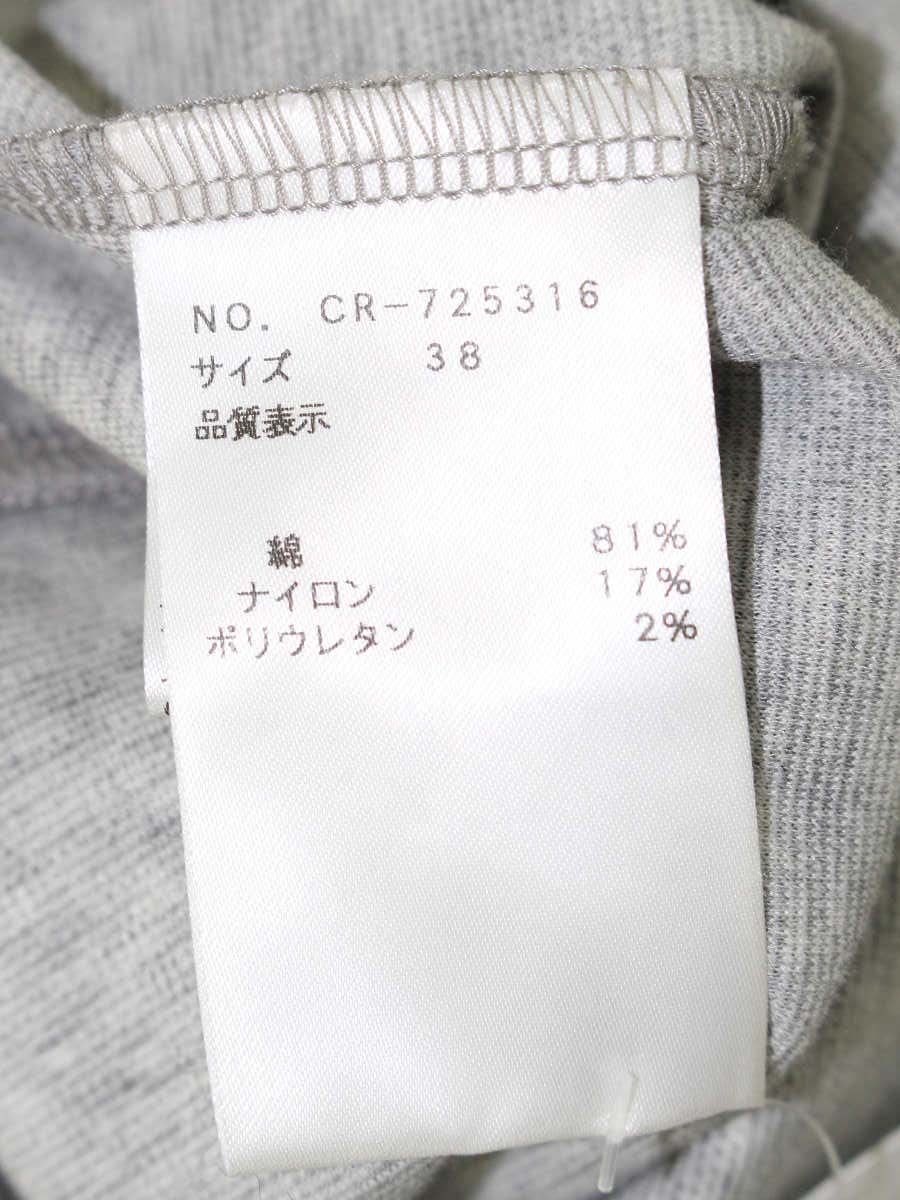 NO. CR-725316
サイズ 38
品質表示
綿 81%
ナイロン 17%
ポリウレタン 2%